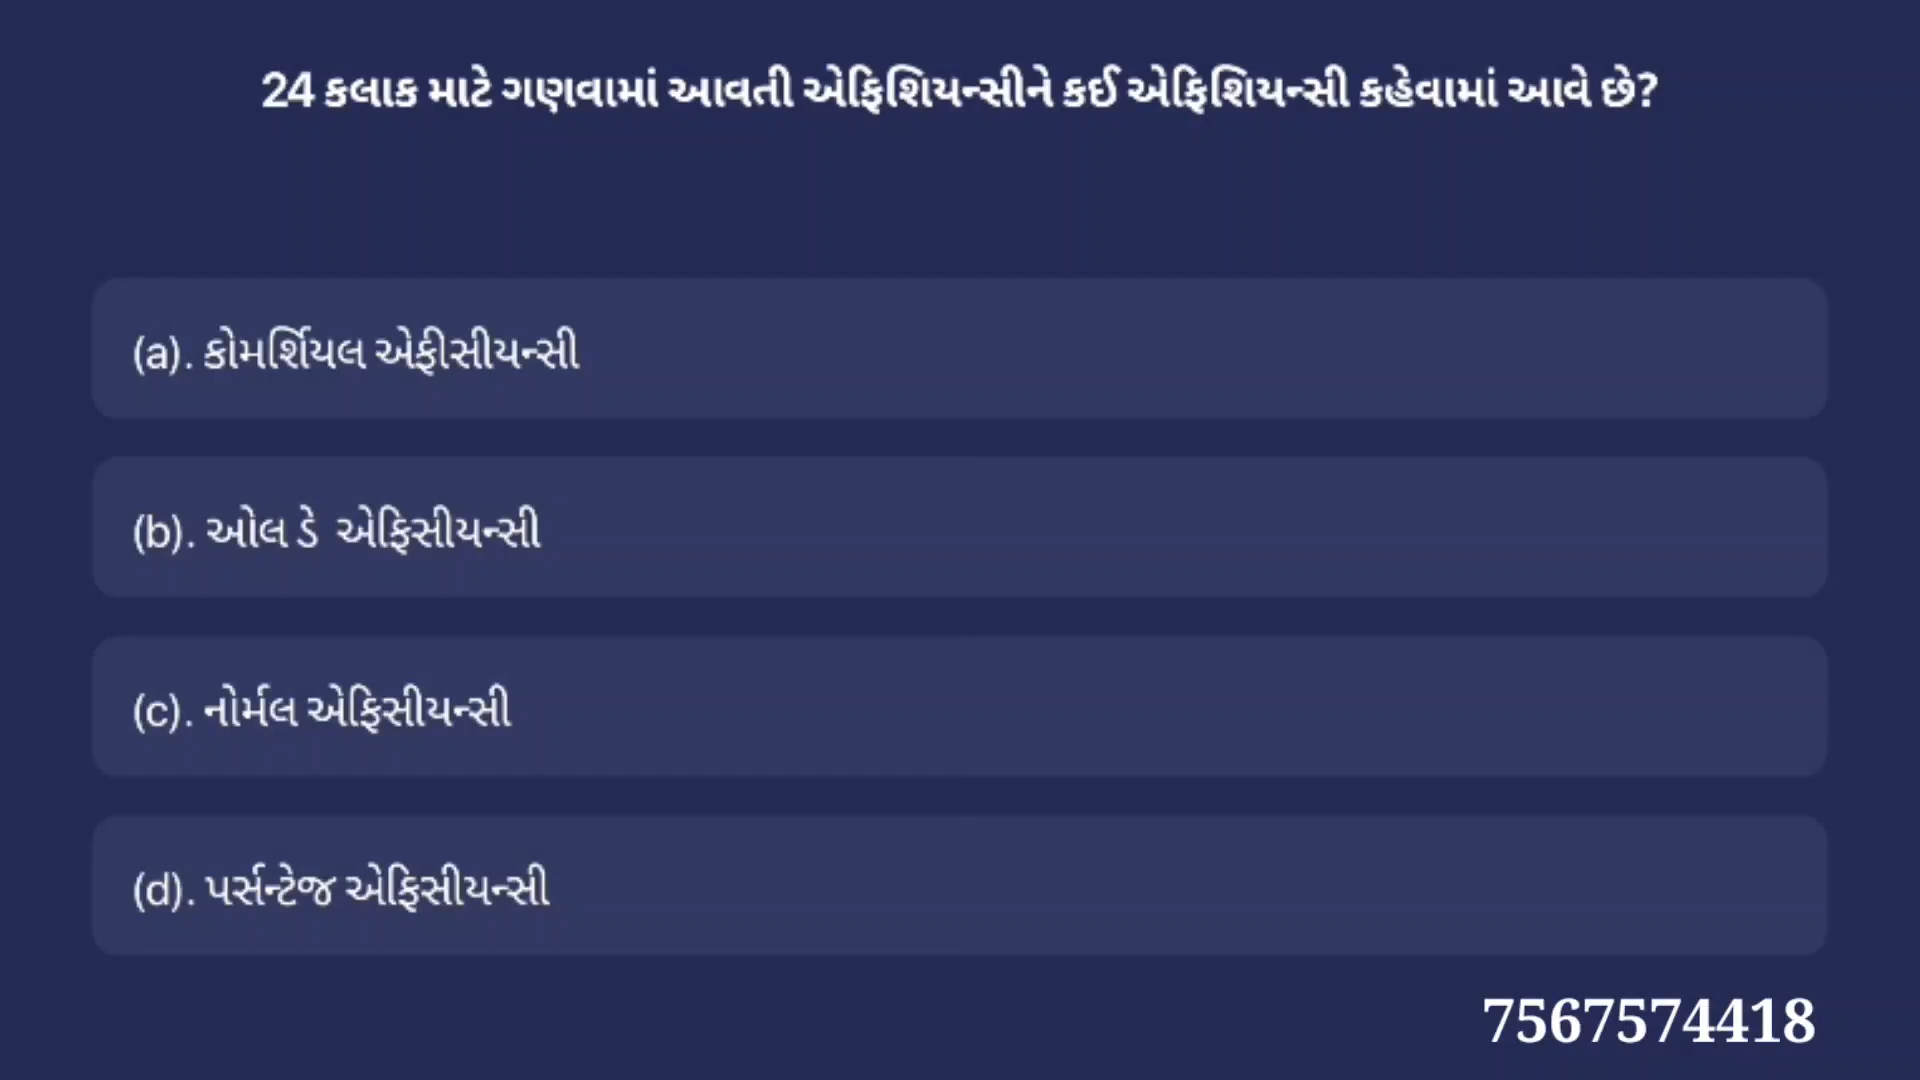 24 કલાક માટે ગણવામાં આવતી એફિશિયન્સીને કઈ એફિશિયન્સી કહેવામાં આવે છે?
(a). કોમર્શિયલ એફીસીયન્સી
(b). ઓલ ડે એફિસીયન્સી
(c). નોર્મલ એફિસીયન્સી
(d). પર્સન્ટેજ એફિસીયન્સી
7567574418